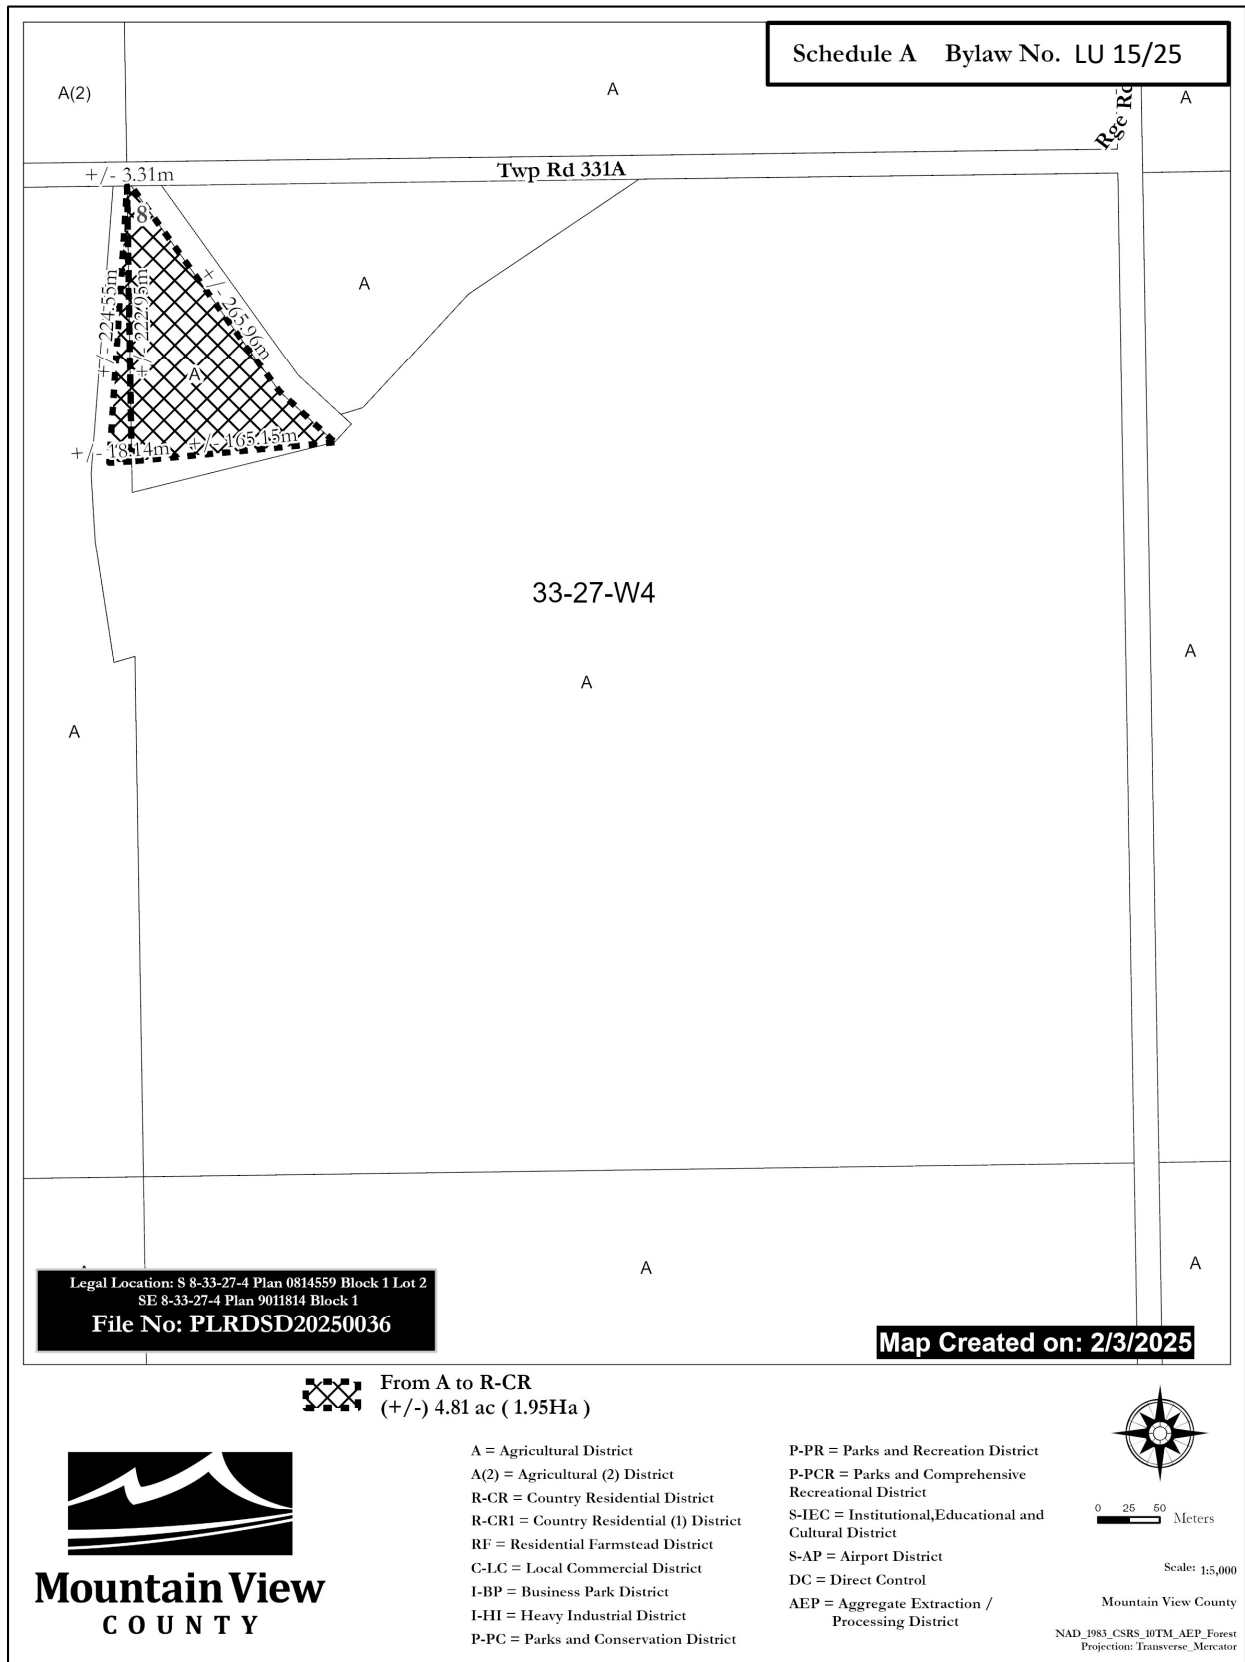 Schedule A Bylaw No. LU 15/25
A(2)
A
A
Rge Rd
Twp Rd 331A
+/- 3.31m
8
A
+/- 224.55m
+/- 222.95m
+/- 265.96m
A
+/- 18.14m
+/- 165.15m
33-27-W4
A
A
A
A
A
Legal Location: S 8-33-27-4 Plan 0814559 Block 1 Lot 2
SE 8-33-27-4 Plan 9011814 Block 1
File No: PLRDSD20250036
Map Created on: 2/3/2025
From A to R-CR
(+/-) 4.81 ac ( 1.95Ha )
A = Agricultural District
A(2) = Agricultural (2) District
R-CR = Country Residential District
R-CR1 = Country Residential (1) District
RF = Residential Farmstead District
C-LC = Local Commercial District
I-BP = Business Park District
I-HI = Heavy Industrial District
P-PC = Parks and Conservation District
P-PR = Parks and Recreation District
P-PCR = Parks and Comprehensive
Recreational District
S-IEC = Institutional,Educational and
Cultural District
S-AP = Airport District
DC = Direct Control
AEP = Aggregate Extraction /
Processing District
0 25 50
Meters
Scale: 1:5,000
Mountain View County
NAD_1983_CSRS_10TM_AEP_Forest
Projection: Transverse_Mercator
Mountain View
COUNTY